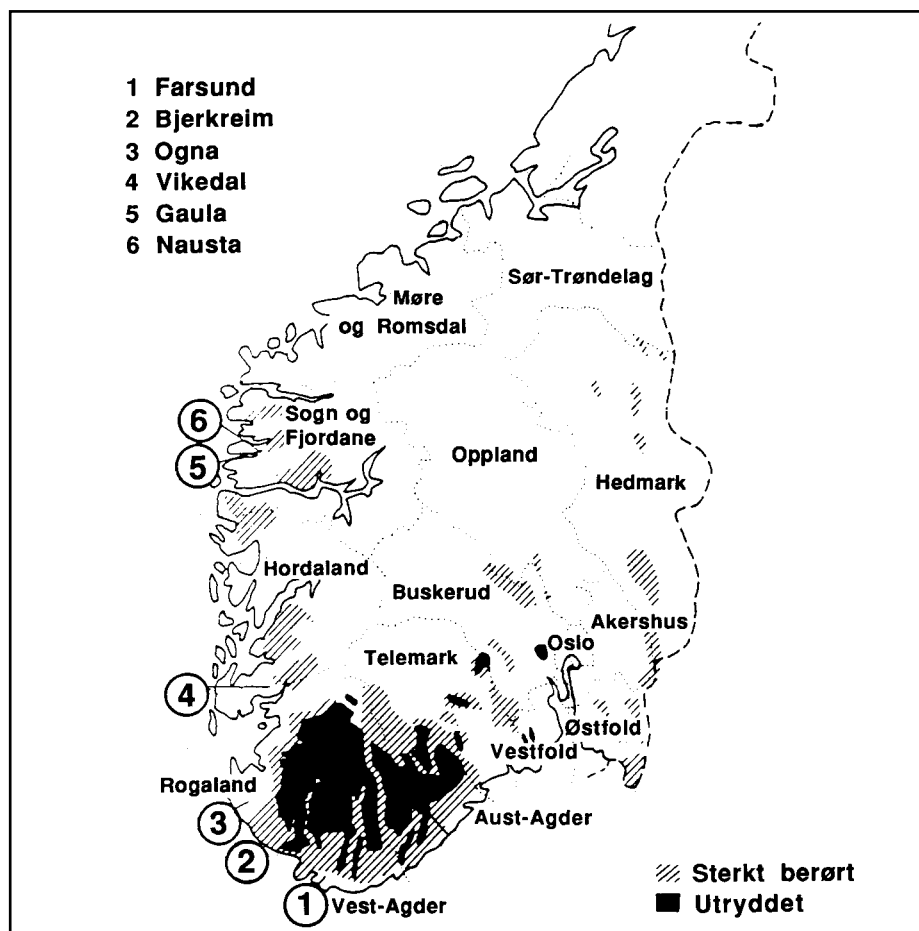 1 Farsund
2 Bjerkreim
3 Ogna
4 Vikedal
5 Gaula
6 Nausta
Sør-Trøndelag
Møre
og Romsdal
6
Sogn og
Fjordane
5
Oppland
Hedmark
Hordaland
Buskerud
Akershus
Oslo
Telemark
4
Østfold
Vestfold
Rogaland
3
Aust-Agder
2
1
Vest-Agder
Sterkt berørt
Utryddet